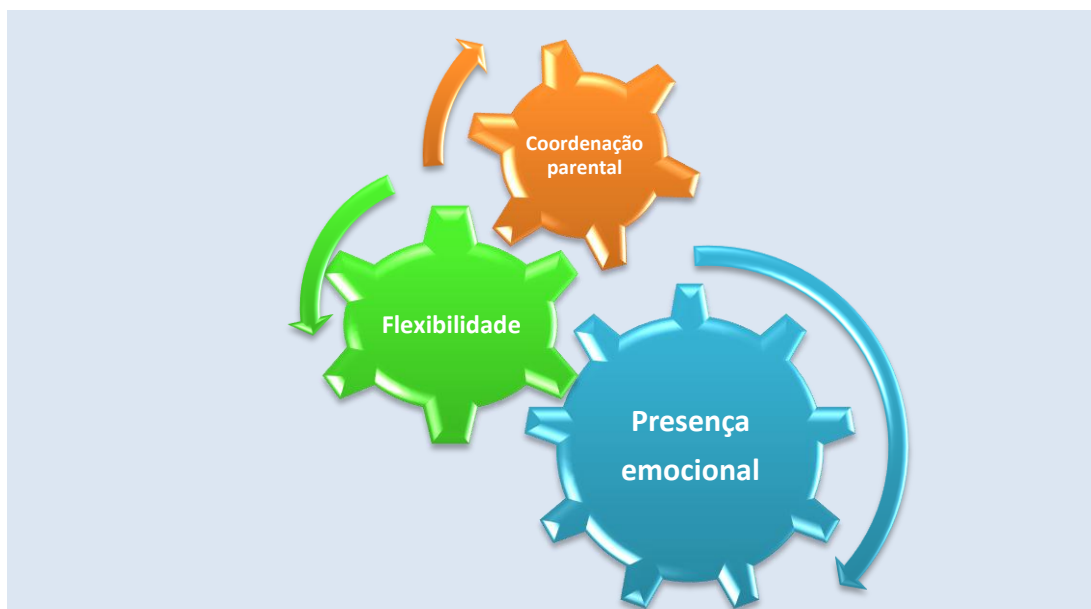 Coordenação
parental
Flexibilidade
Presença
emocional